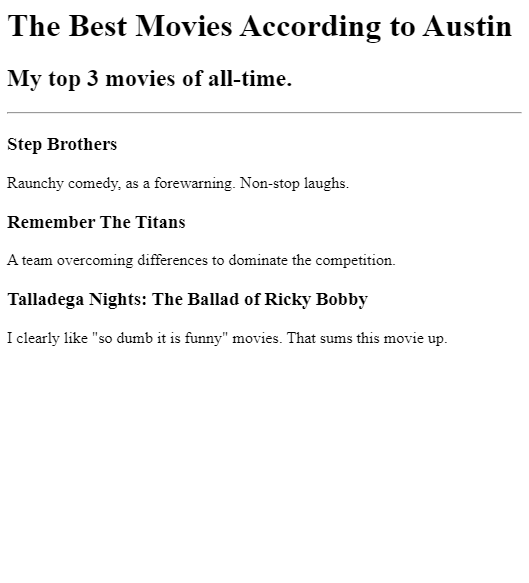 The Best Movies According to Austin
My top 3 movies of all-time.
Step Brothers
Raunchy comedy, as a forewarning. Non-stop laughs.
Remember The Titans
A team overcoming differences to dominate the competition.
Talladega Nights: The Ballad of Ricky Bobby
I clearly like "so dumb it is funny" movies. That sums this movie up.